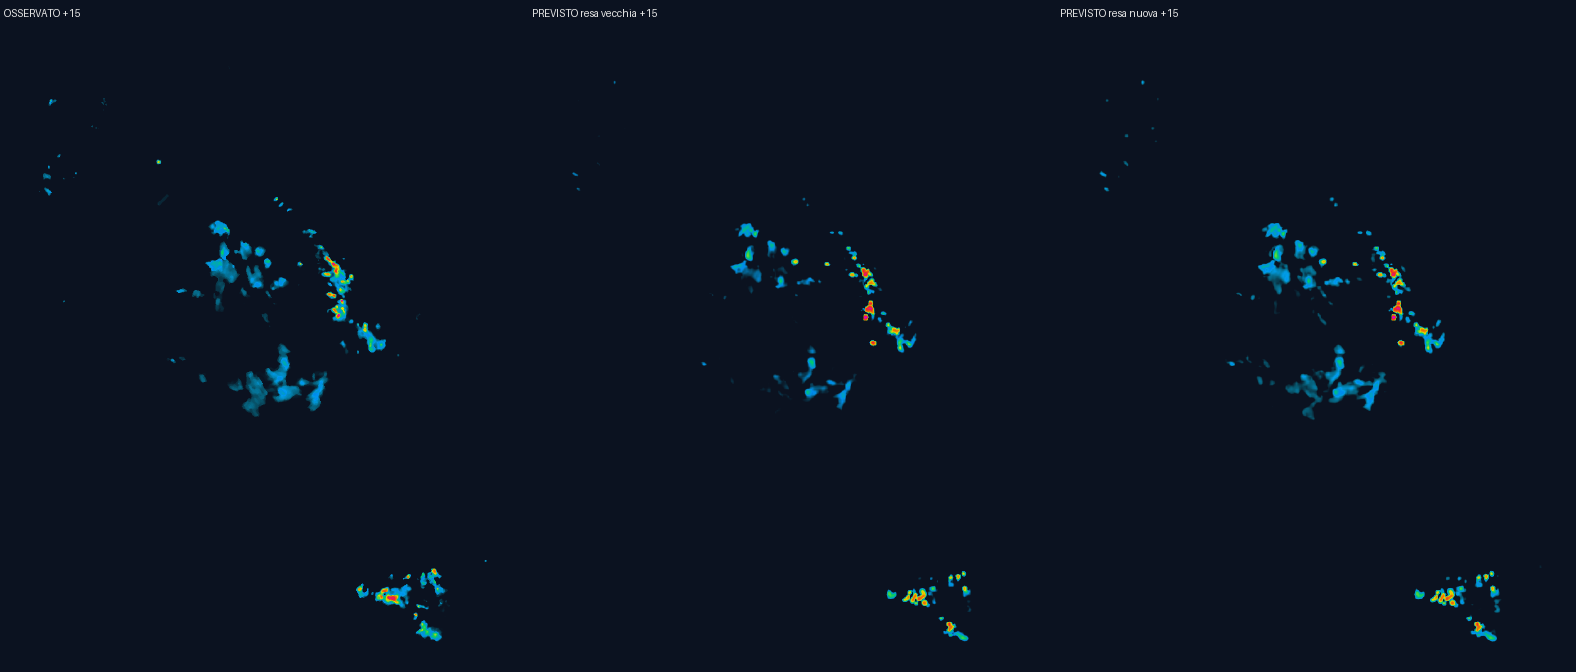 OSSERVATO +15
PREVISTO resa vecchia +15
PREVISTO resa nuova +15